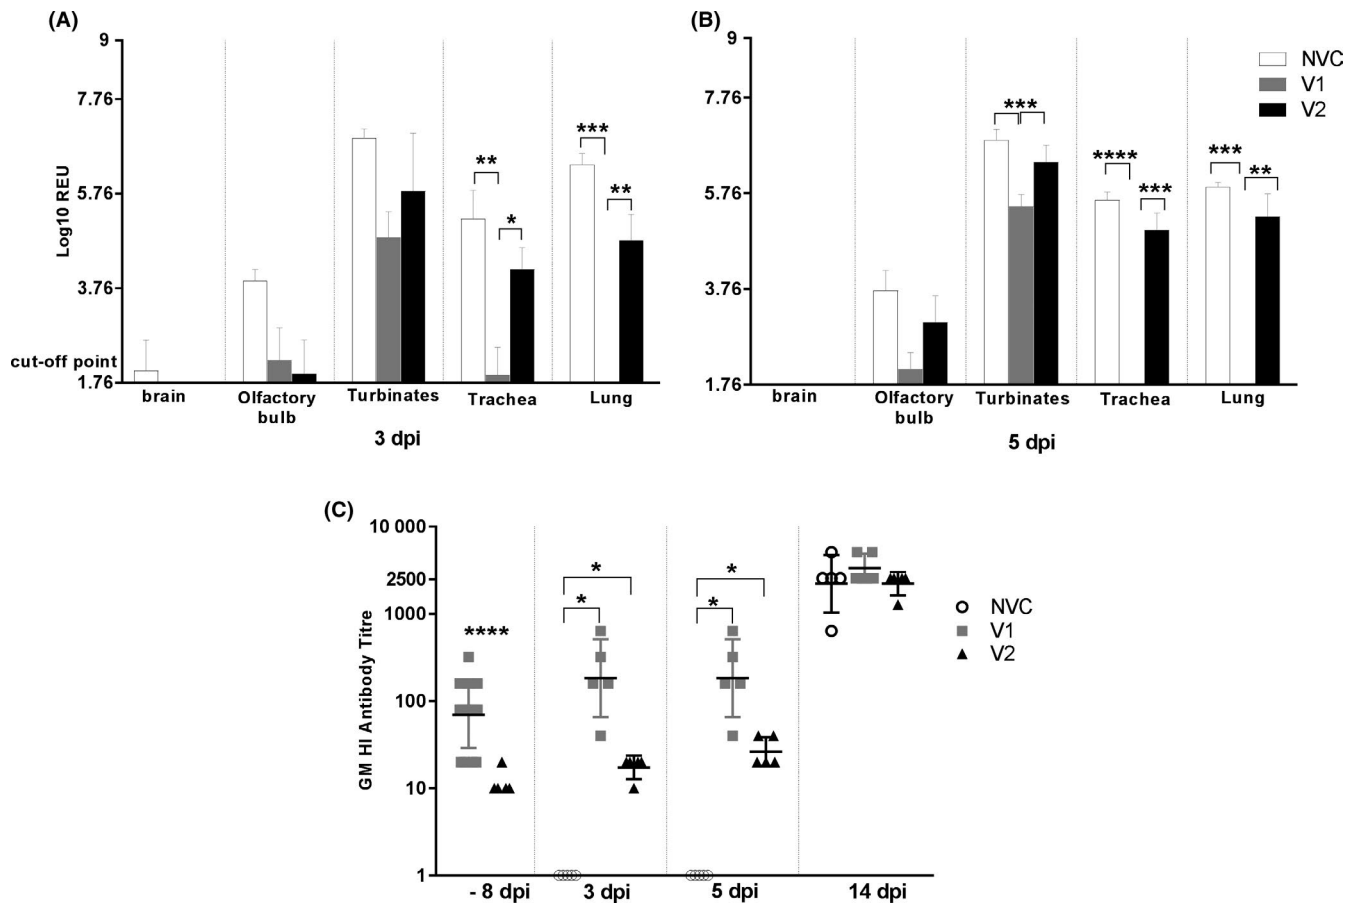 (A)
9
7.76
5.76
3.76
1.76
Log10 REU
cut-off point
***
**
**
*
brain
Olfactory
bulb
Turbinates
Trachea
Lung
3 dpi
(B)
9
7.76
5.76
3.76
1.76
***
****
***
***
**
NVC
V1
V2
brain
Olfactory
bulb
Turbinates
Trachea
Lung
5 dpi
(C)
10 000
2500
1000
100
10
1
GM HI Antibody Titre
****
*
*
*
*
- 8 dpi
3 dpi
5 dpi
14 dpi
NVC
V1
V2